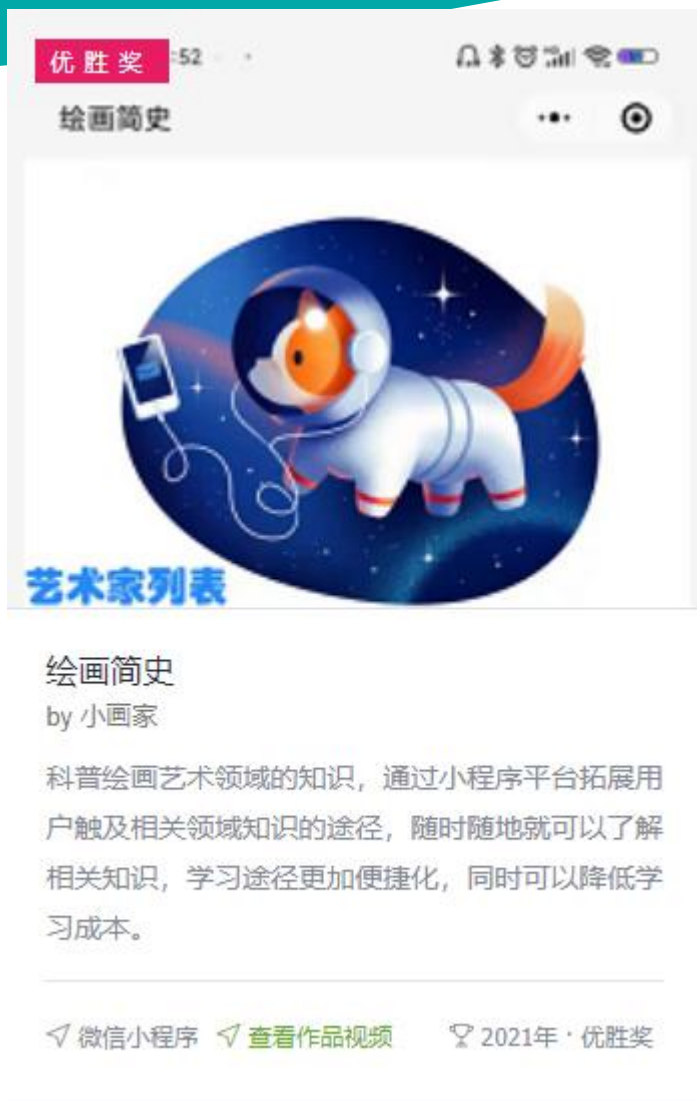 优胜奖 :52
绘画简史
艺术家列表
绘画简史
by 小画家
科普绘画艺术领域的知识，通过小程序平台拓展用
户触及相关领域知识的途径，随时随地就可以了解
相关知识，学习途径更加便捷化，同时可以降低学
习成本。
微信小程序 查看作品视频 2021年·优胜奖